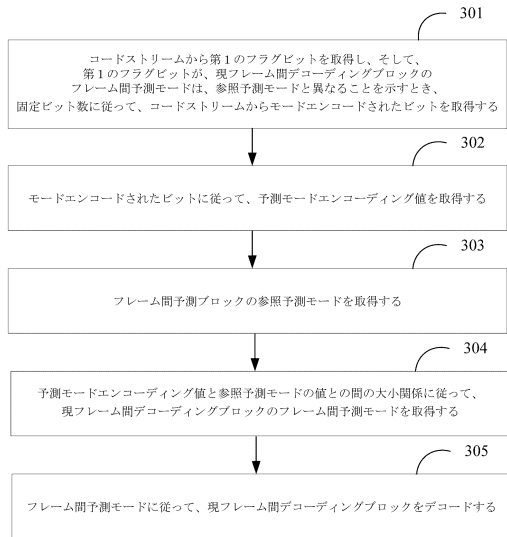 301
コードストリームから第1のフラグビットを取得し、そして、
第1のフラグビットが、現フレーム間デコーディングブロックの
フレーム間予測モードは、参照予測モードと異なることを示すとき、
固定ビット数に従って、コードストリームからモードエンコードされたビットを取得する
302
モードエンコードされたビットに従って、予測モードエンコーディング値を取得する
303
フレーム間予測ブロックの参照予測モードを取得する
304
予測モードエンコーディング値と参照予測モードの値との間の大小関係に従って、
現フレーム間デコーディングブロックのフレーム間予測モードを取得する
305
フレーム間予測モードに従って、現フレーム間デコーディングブロックをデコードする